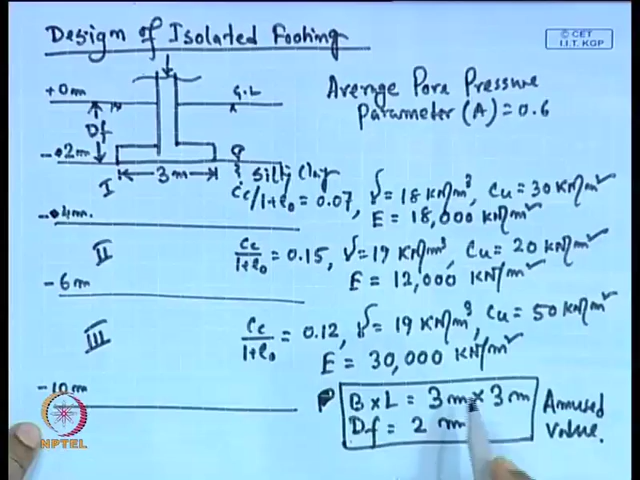 Design of Isolated Footing
© CET
I.I.T. KGP
+0m
G.L
Average Pore Pressure
Parameter (A) = 0.6
Df
-02m
3m
Silty Clay
I
Cc/1+e0 = 0.07, γ = 18 KN/m³, Cu = 30 KN/m²
E = 18,000 KN/m²
-04m.
II
Cc/1+e0 = 0.15, γ = 19 KN/m³, Cu = 20 KN/m²
E = 12,000 KN/m²
-6m
III
Cc/1+e0 = 0.12, γ = 19 KN/m³, Cu = 50 KN/m²
E = 30,000 KN/m²
-10m
B x L = 3m x 3m
Df = 2 m
Assumed
Value.
NPTEL